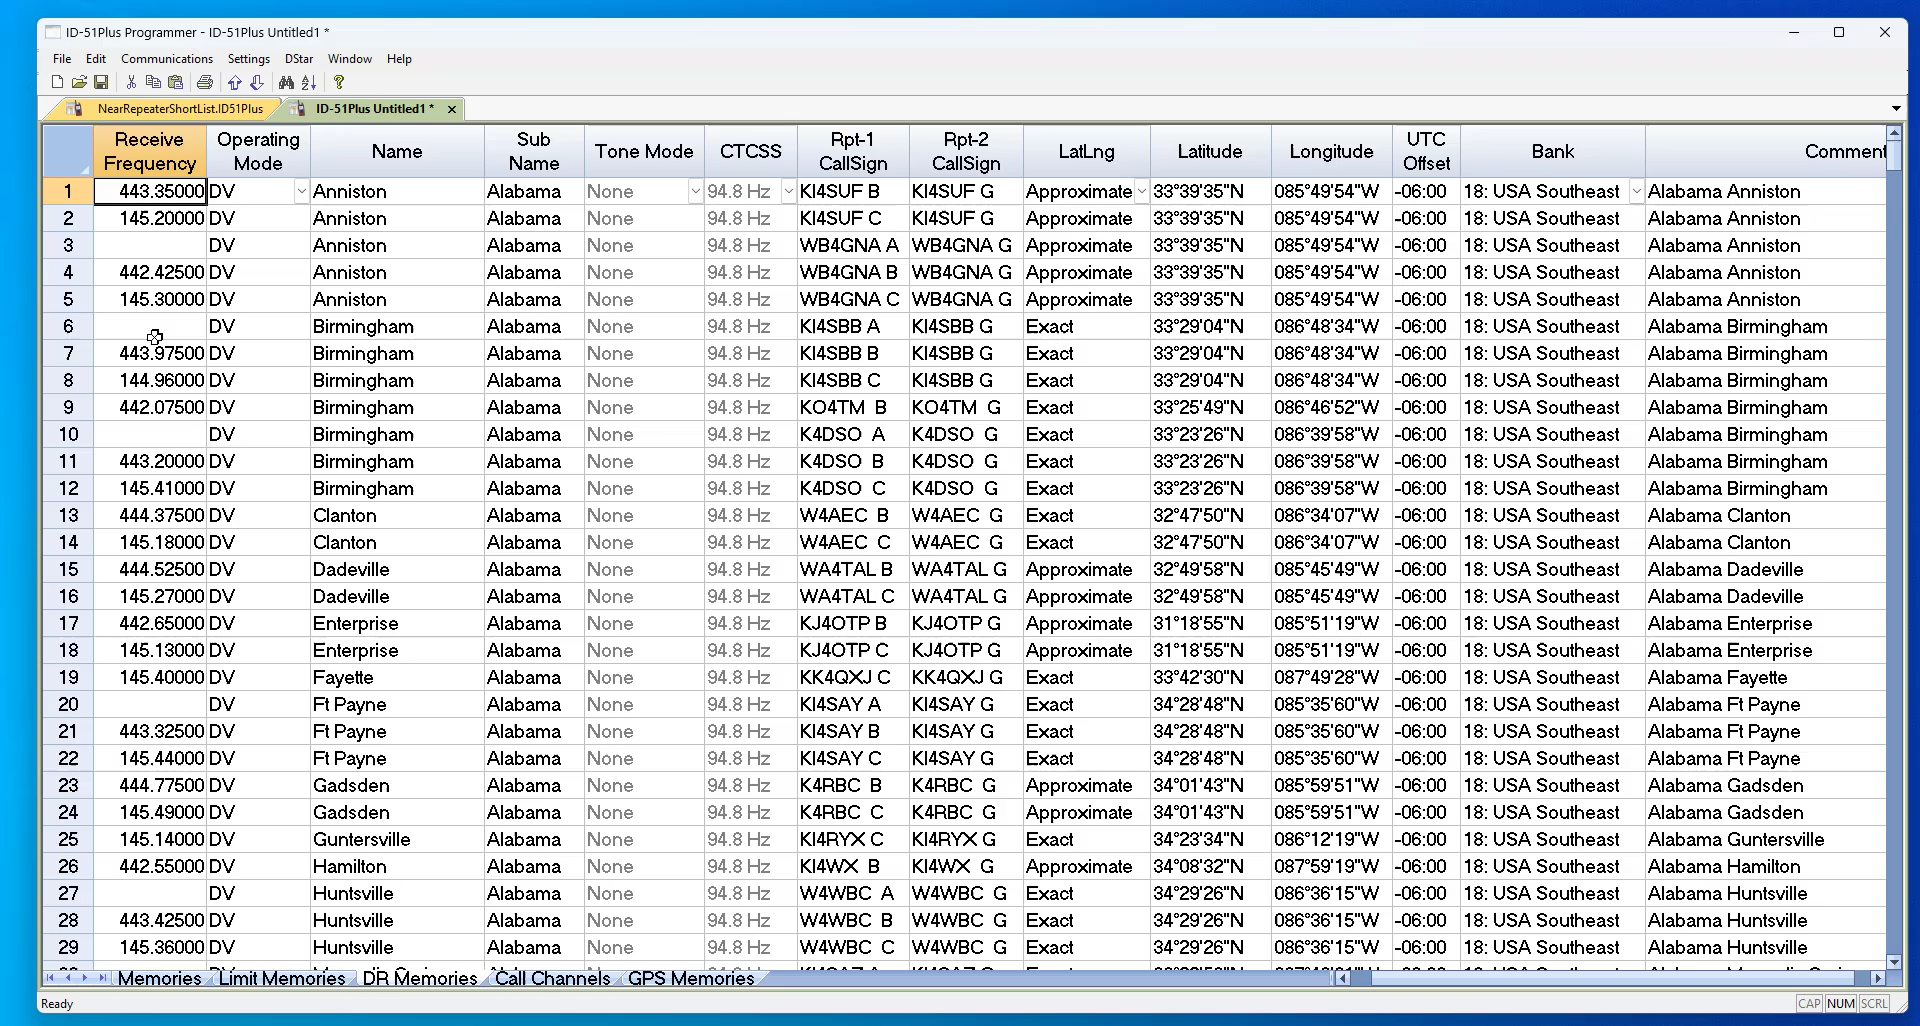 ID-51Plus Programmer - ID-51Plus Untitled1 *
File Edit Communications Settings DStar Window Help
NearRepeaterShortList.ID51Plus ID-51Plus Untitled1 *
Receive Frequency Operating Mode Name Sub Name Tone Mode CTCSS Rpt-1 CallSign Rpt-2 CallSign LatLng Latitude Longitude UTC Offset Bank Comment
1 443.35000 DV Anniston Alabama None 94.8 Hz KI4SUF B KI4SUF G Approximate 33°39'35"N 085°49'54"W -06:00 18: USA Southeast Alabama Anniston
2 145.20000 DV Anniston Alabama None 94.8 Hz KI4SUF C KI4SUF G Approximate 33°39'35"N 085°49'54"W -06:00 18: USA Southeast Alabama Anniston
3 DV Anniston Alabama None 94.8 Hz WB4GNA A WB4GNA G Approximate 33°39'35"N 085°49'54"W -06:00 18: USA Southeast Alabama Anniston
4 442.42500 DV Anniston Alabama None 94.8 Hz WB4GNA B WB4GNA G Approximate 33°39'35"N 085°49'54"W -06:00 18: USA Southeast Alabama Anniston
5 145.30000 DV Anniston Alabama None 94.8 Hz WB4GNA C WB4GNA G Approximate 33°39'35"N 085°49'54"W -06:00 18: USA Southeast Alabama Anniston
6 DV Birmingham Alabama None 94.8 Hz KI4SBB A KI4SBB G Exact 33°29'04"N 086°48'34"W -06:00 18: USA Southeast Alabama Birmingham
7 443.97500 DV Birmingham Alabama None 94.8 Hz KI4SBB B KI4SBB G Exact 33°29'04"N 086°48'34"W -06:00 18: USA Southeast Alabama Birmingham
8 144.96000 DV Birmingham Alabama None 94.8 Hz KI4SBB C KI4SBB G Exact 33°29'04"N 086°48'34"W -06:00 18: USA Southeast Alabama Birmingham
9 442.07500 DV Birmingham Alabama None 94.8 Hz KO4TM B KO4TM G Exact 33°25'49"N 086°46'52"W -06:00 18: USA Southeast Alabama Birmingham
10 DV Birmingham Alabama None 94.8 Hz K4DSO A K4DSO G Exact 33°23'26"N 086°39'58"W -06:00 18: USA Southeast Alabama Birmingham
11 443.20000 DV Birmingham Alabama None 94.8 Hz K4DSO B K4DSO G Exact 33°23'26"N 086°39'58"W -06:00 18: USA Southeast Alabama Birmingham
12 145.41000 DV Birmingham Alabama None 94.8 Hz K4DSO C K4DSO G Exact 33°23'26"N 086°39'58"W -06:00 18: USA Southeast Alabama Birmingham
13 444.37500 DV Clanton Alabama None 94.8 Hz W4AEC B W4AEC G Exact 32°47'50"N 086°34'07"W -06:00 18: USA Southeast Alabama Clanton
14 145.18000 DV Clanton Alabama None 94.8 Hz W4AEC C W4AEC G Exact 32°47'50"N 086°34'07"W -06:00 18: USA Southeast Alabama Clanton
15 444.52500 DV Dadeville Alabama None 94.8 Hz WA4TAL B WA4TAL G Approximate 32°49'58"N 085°45'49"W -06:00 18: USA Southeast Alabama Dadeville
16 145.27000 DV Dadeville Alabama None 94.8 Hz WA4TAL C WA4TAL G Approximate 32°49'58"N 085°45'49"W -06:00 18: USA Southeast Alabama Dadeville
17 442.65000 DV Enterprise Alabama None 94.8 Hz KJ4OTP B KJ4OTP G Approximate 31°18'55"N 085°51'19"W -06:00 18: USA Southeast Alabama Enterprise
18 145.13000 DV Enterprise Alabama None 94.8 Hz KJ4OTP C KJ4OTP G Approximate 31°18'55"N 085°51'19"W -06:00 18: USA Southeast Alabama Enterprise
19 145.40000 DV Fayette Alabama None 94.8 Hz KK4QXJ C KK4QXJ G Exact 33°42'30"N 087°49'28"W -06:00 18: USA Southeast Alabama Fayette
20 DV Ft Payne Alabama None 94.8 Hz KI4SAY A KI4SAY G Exact 34°28'48"N 085°35'60"W -06:00 18: USA Southeast Alabama Ft Payne
21 443.32500 DV Ft Payne Alabama None 94.8 Hz KI4SAY B KI4SAY G Exact 34°28'48"N 085°35'60"W -06:00 18: USA Southeast Alabama Ft Payne
22 145.44000 DV Ft Payne Alabama None 94.8 Hz KI4SAY C KI4SAY G Exact 34°28'48"N 085°35'60"W -06:00 18: USA Southeast Alabama Ft Payne
23 444.77500 DV Gadsden Alabama None 94.8 Hz K4RBC B K4RBC G Approximate 34°01'43"N 085°59'51"W -06:00 18: USA Southeast Alabama Gadsden
24 145.49000 DV Gadsden Alabama None 94.8 Hz K4RBC C K4RBC G Approximate 34°01'43"N 085°59'51"W -06:00 18: USA Southeast Alabama Gadsden
25 145.14000 DV Guntersville Alabama None 94.8 Hz KI4RYX C KI4RYX G Exact 34°23'34"N 086°12'19"W -06:00 18: USA Southeast Alabama Guntersville
26 442.55000 DV Hamilton Alabama None 94.8 Hz KI4WX B KI4WX G Approximate 34°08'32"N 087°59'19"W -06:00 18: USA Southeast Alabama Hamilton
27 DV Huntsville Alabama None 94.8 Hz W4WBC A W4WBC G Exact 34°29'26"N 086°36'15"W -06:00 18: USA Southeast Alabama Huntsville
28 443.42500 DV Huntsville Alabama None 94.8 Hz W4WBC B W4WBC G Exact 34°29'26"N 086°36'15"W -06:00 18: USA Southeast Alabama Huntsville
29 145.36000 DV Huntsville Alabama None 94.8 Hz W4WBC C W4WBC G Exact 34°29'26"N 086°36'15"W -06:00 18: USA Southeast Alabama Huntsville
Memories Limit Memories DR Memories Call Channels GPS Memories
Ready CAP NUM SCRL